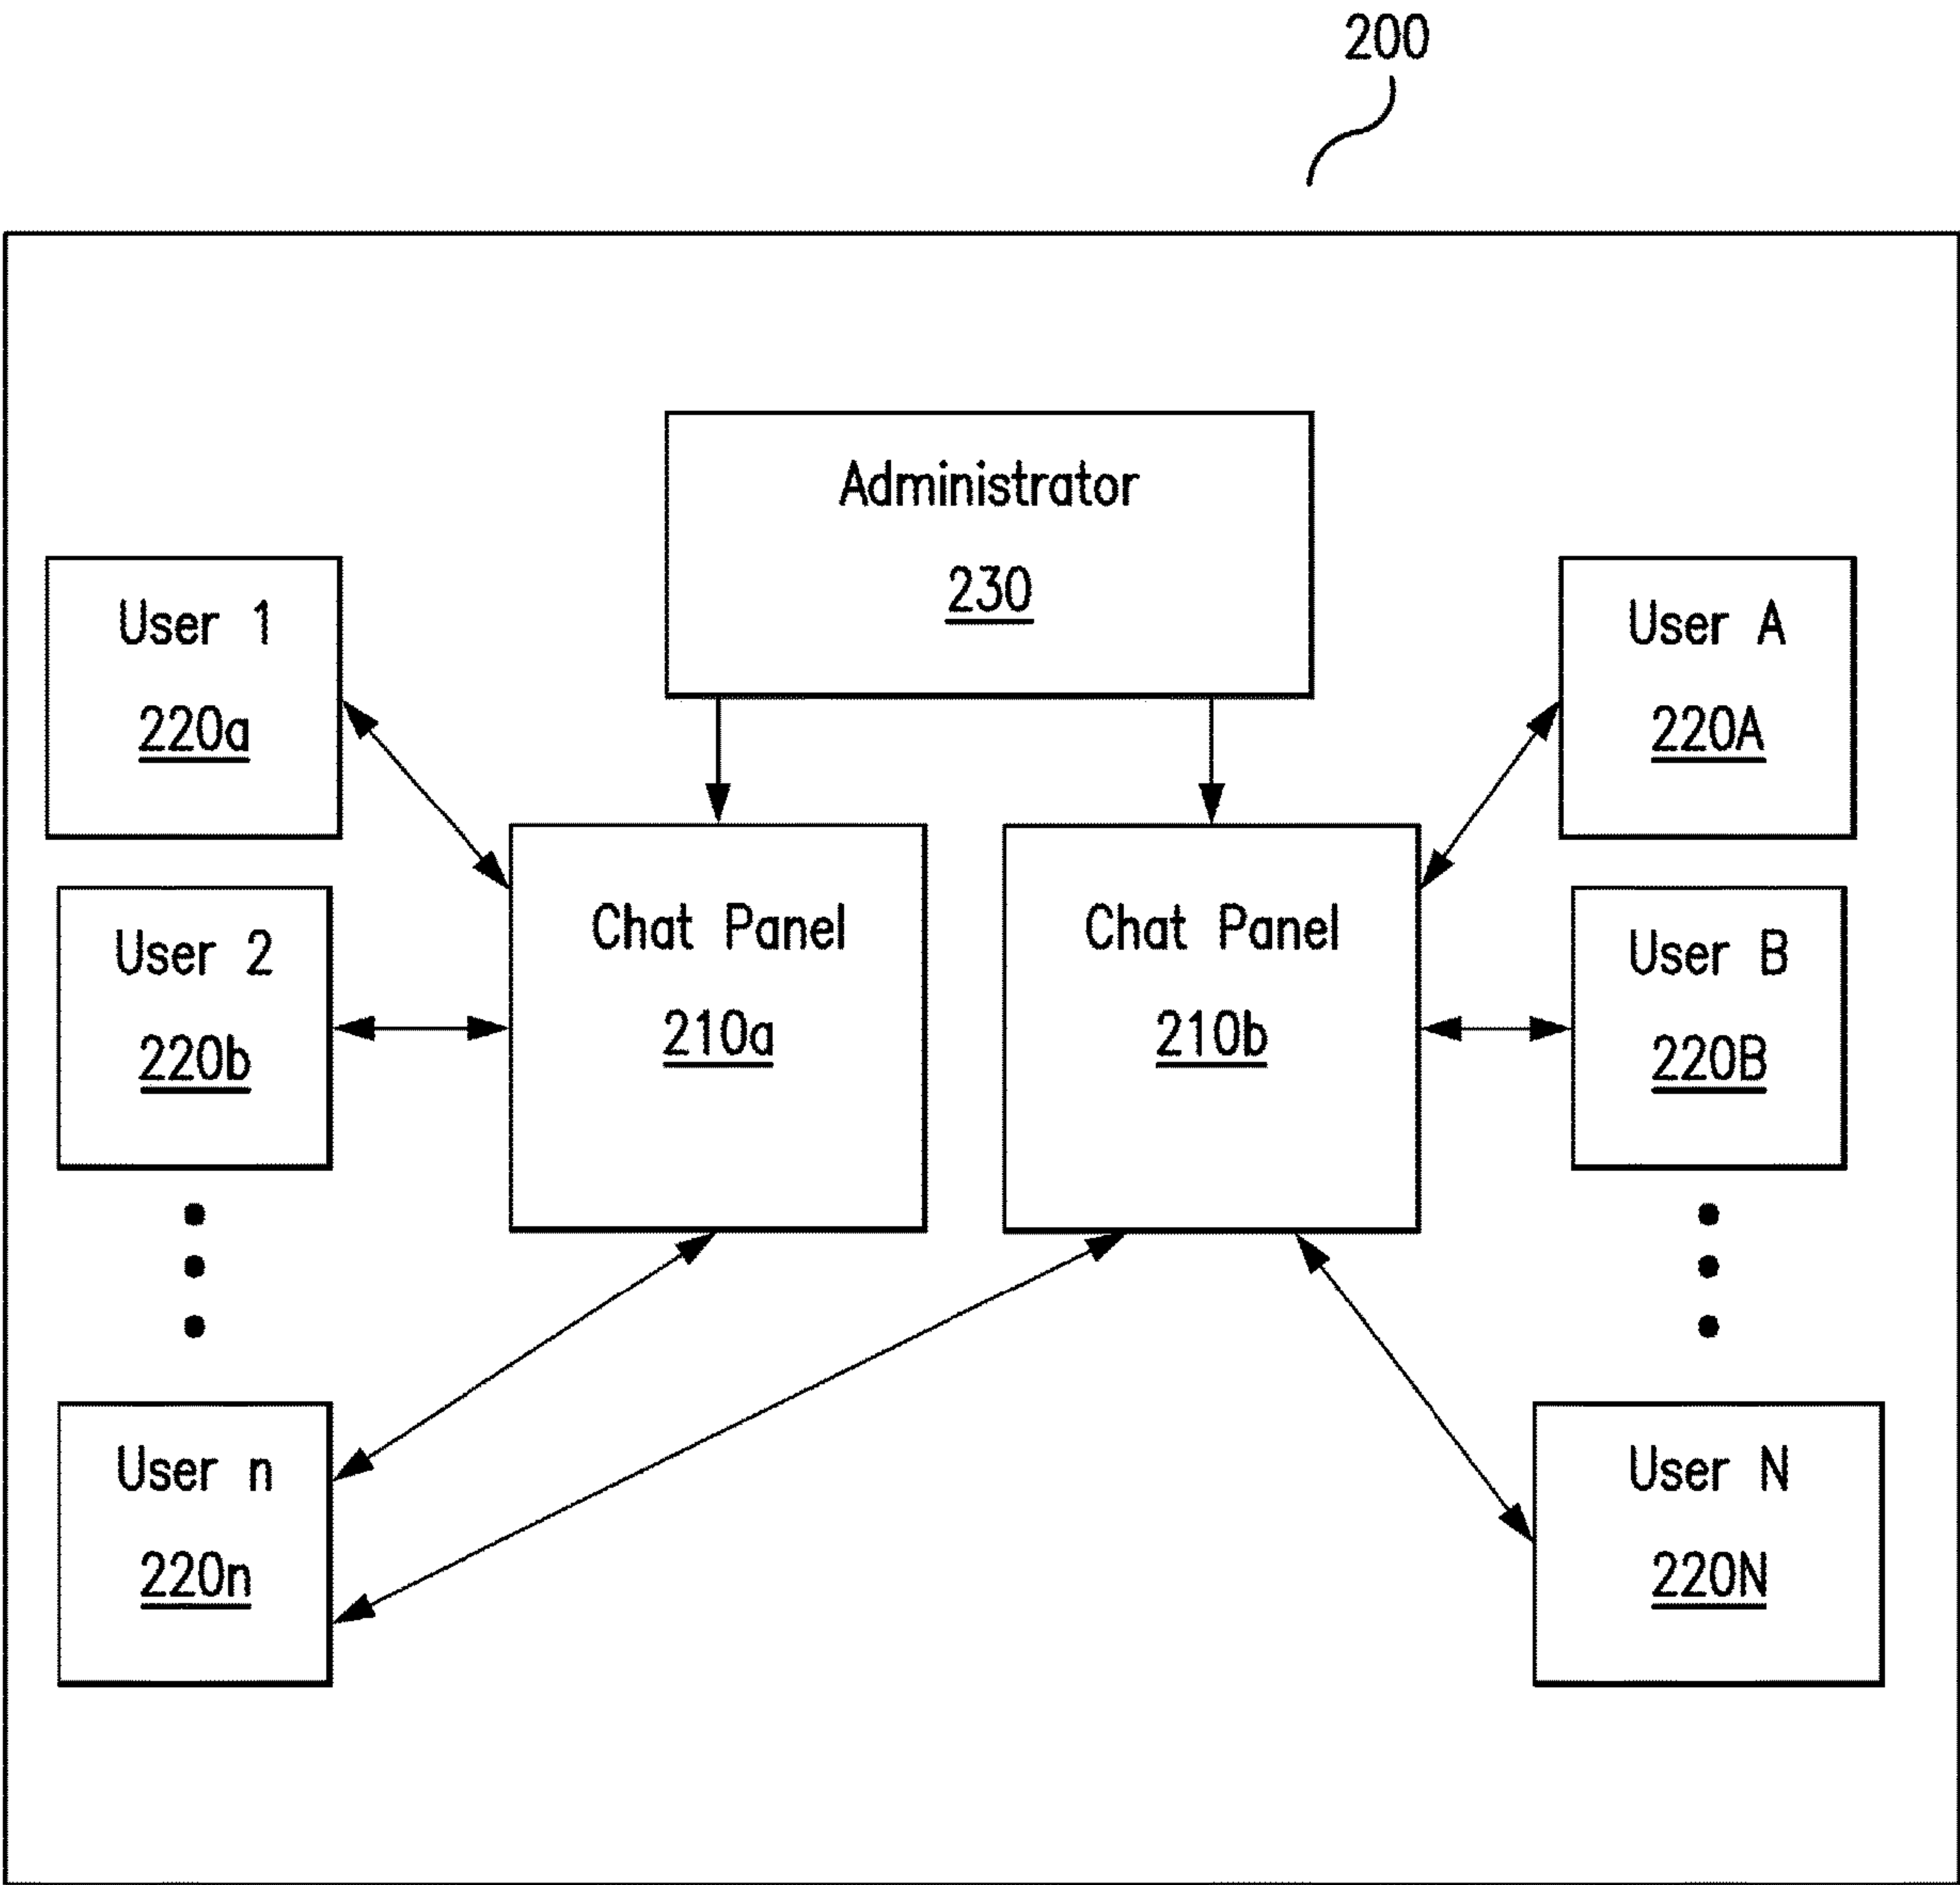 200
Administrator
230
User 1
220a
User A
220A
Chat Panel
210a
Chat Panel
210b
User 2
220b
User B
220B
User n
220n
User N
220N